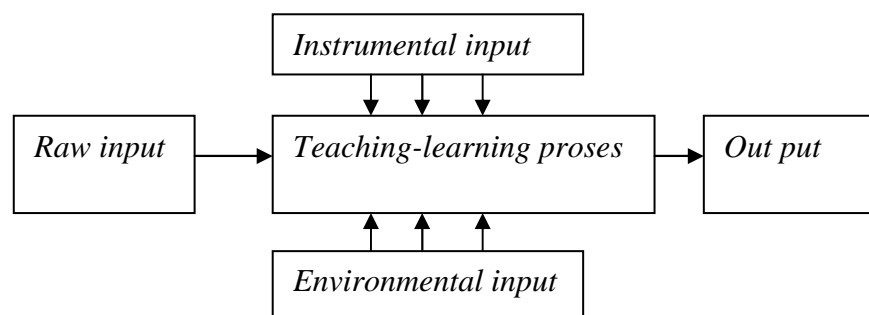 Instrumental input
Raw input
Teaching-learning proses
Out put
Environmental input